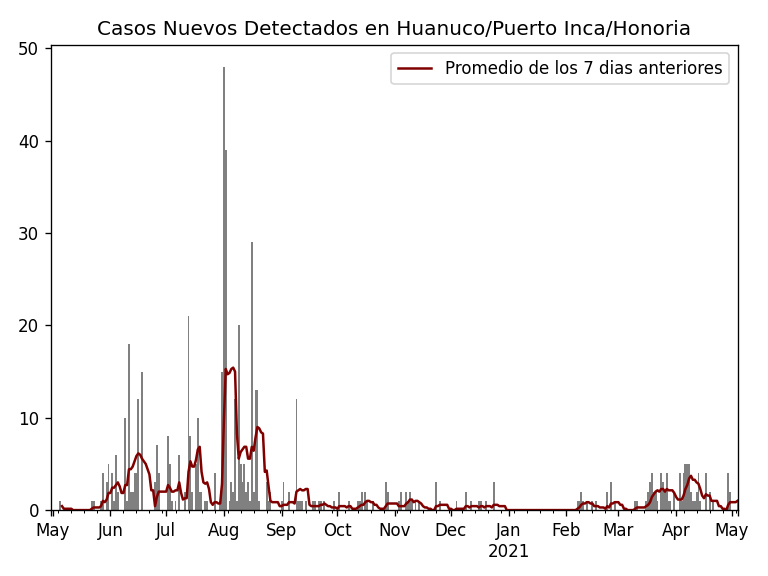 Casos Nuevos Detectados en Huanuco/Puerto Inca/Honoria
Promedio de los 7 dias anteriores
50
40
30
20
10
0
May Jun Jul Aug Sep Oct Nov Dec Jan Feb Mar Apr May
2021